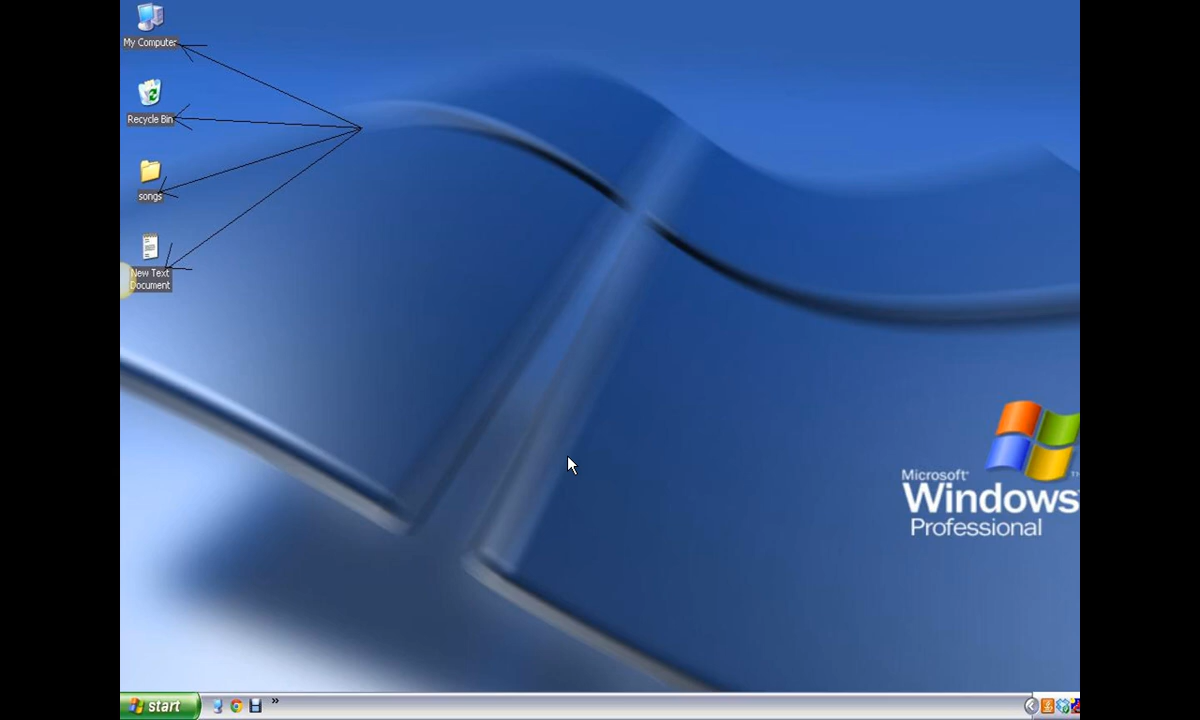 My Computer
Recycle Bin
songs
New Text
Document
Microsoft
Windows
Professional
start